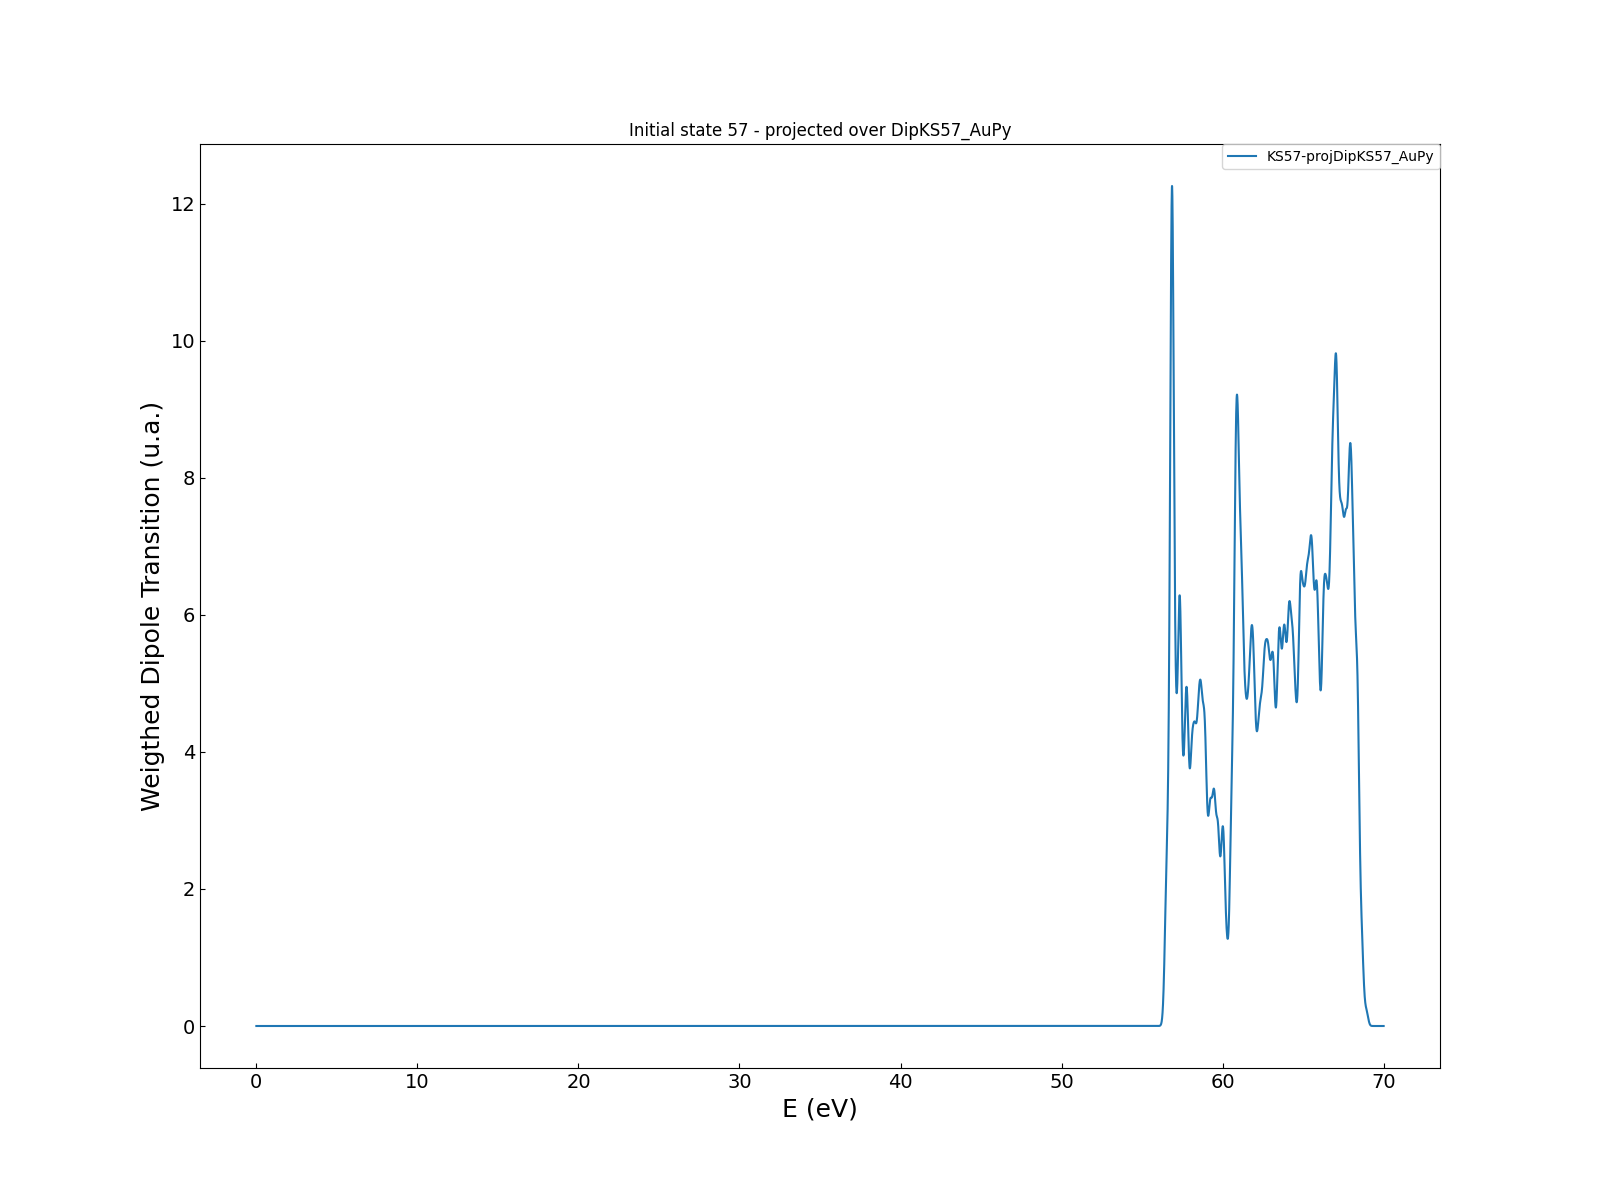 Initial state 57 - projected over DipKS57_AuPy
KS57-projDipKS57_AuPy
Weigthed Dipole Transition (u.a.)
12
10
8
6
4
2
0
0 10 20 30 40 50 60 70
E (eV)